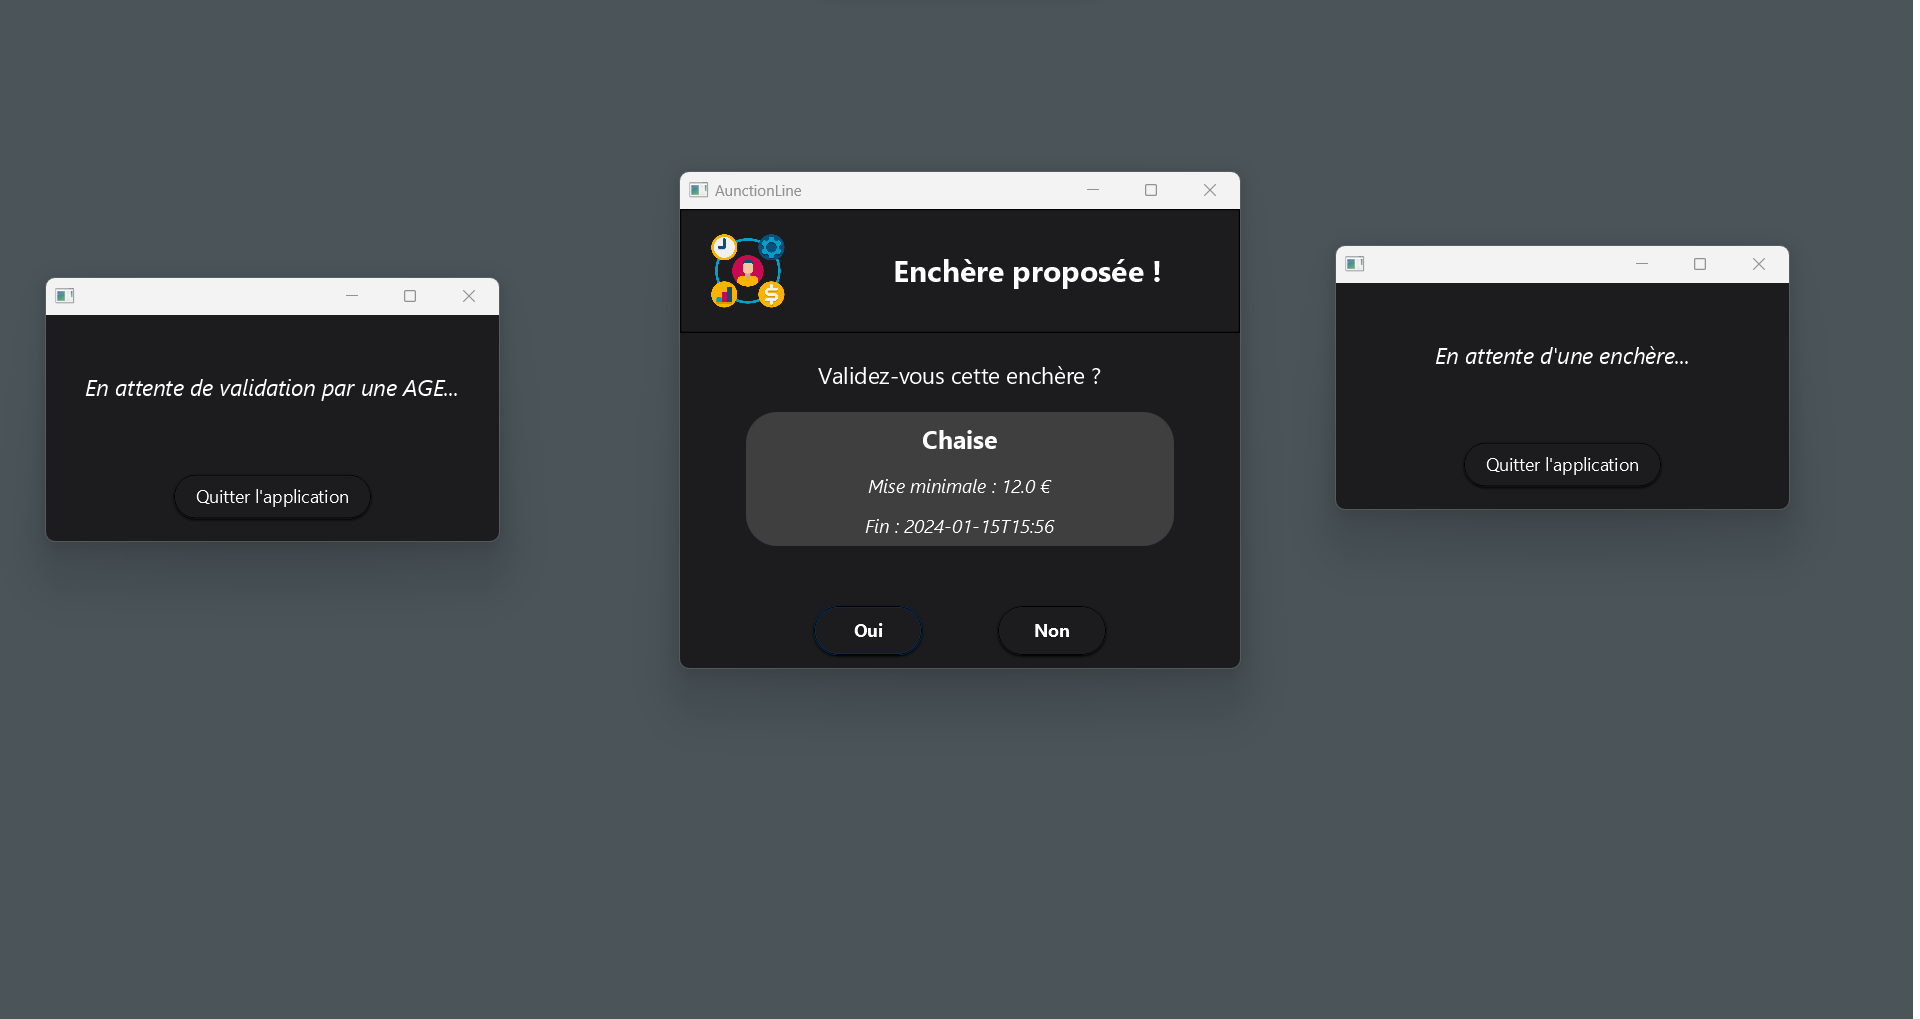 En attente de validation par une AGE...
Quitter l'application
AunctionLine
Enchère proposée !
Validez-vous cette enchère ?
Chaise
Mise minimale : 12.0 €
Fin : 2024-01-15T15:56
Oui
Non
En attente d'une enchère...
Quitter l'application